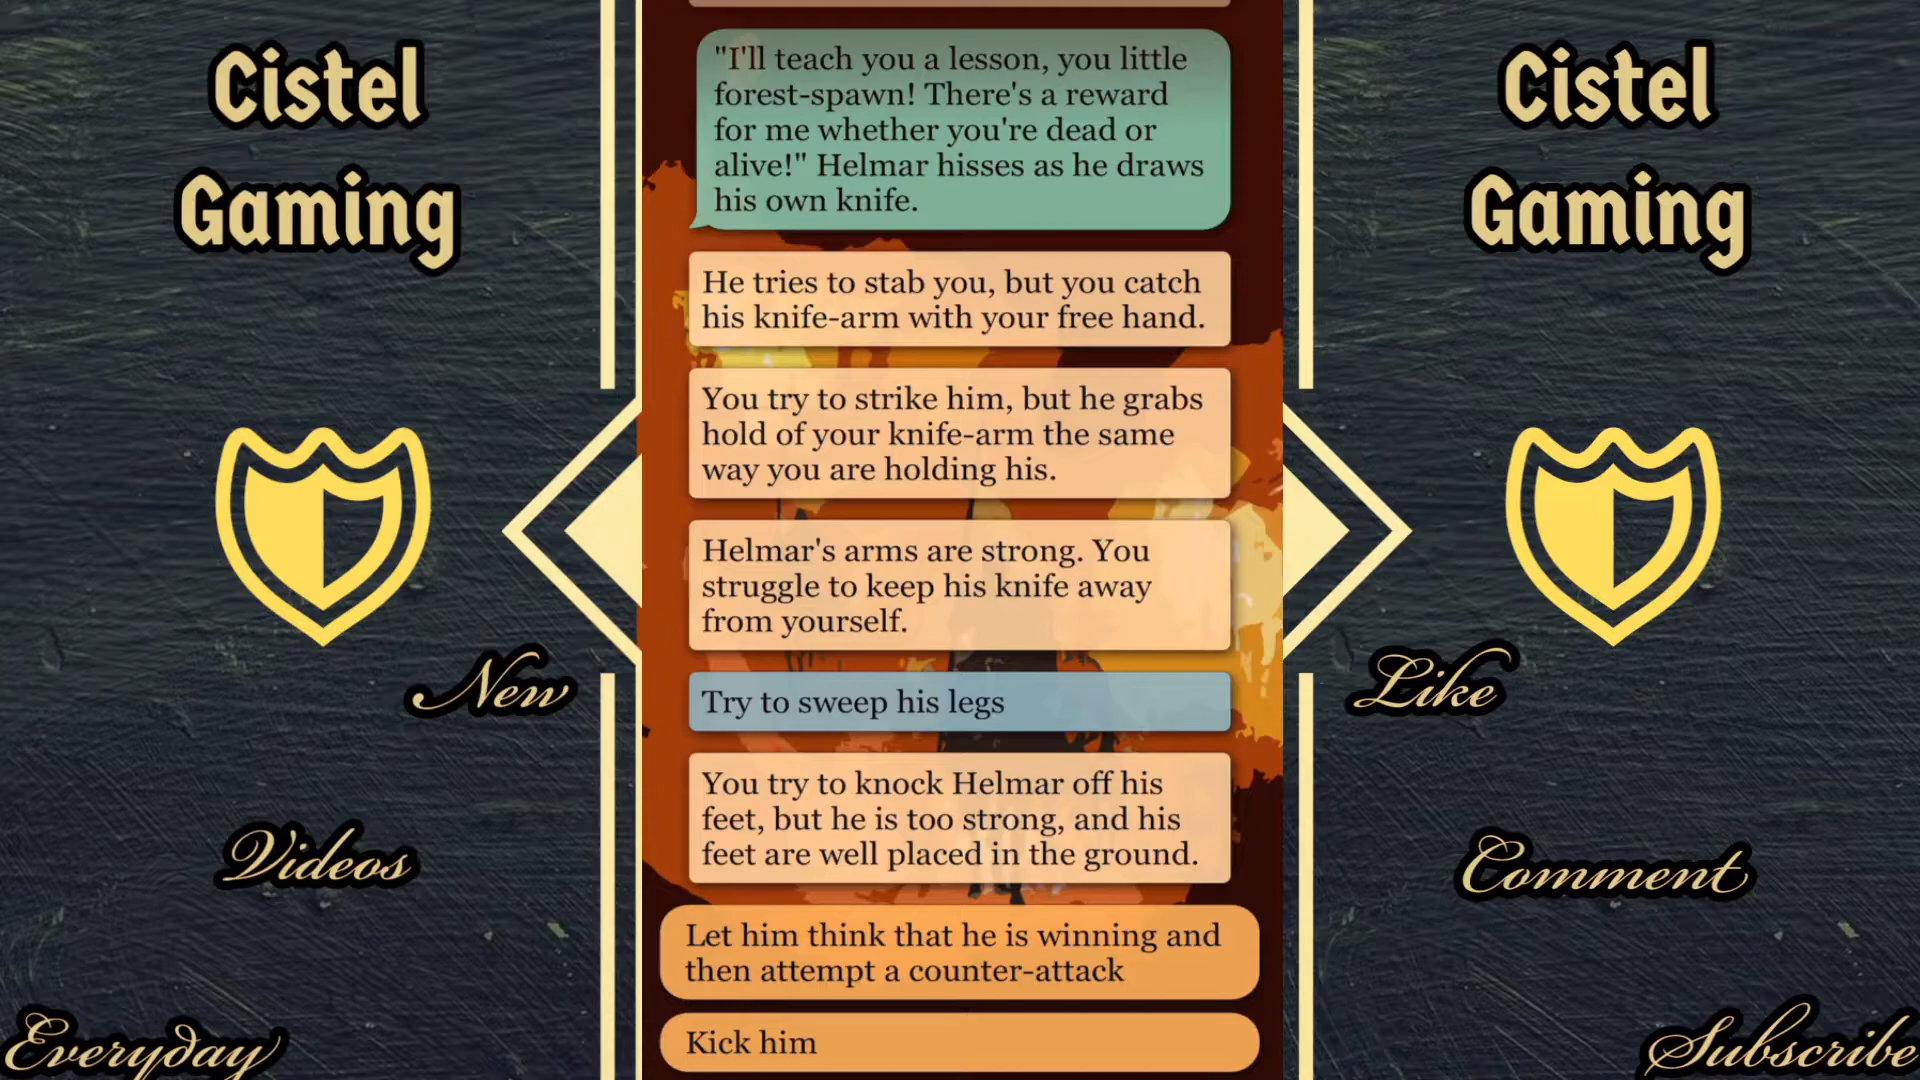 Cistel
Gaming
New
Videos
Everyday
"I'll teach you a lesson, you little
forest-spawn! There's a reward
for me whether you're dead or
alive!" Helmar hisses as he draws
his own knife.
He tries to stab you, but you catch
his knife-arm with your free hand.
You try to strike him, but he grabs
hold of your knife-arm the same
way you are holding his.
Helmar's arms are strong. You
struggle to keep his knife away
from yourself.
Try to sweep his legs
You try to knock Helmar off his
feet, but he is too strong, and his
feet are well placed in the ground.
Let him think that he is winning and
then attempt a counter-attack
Kick him
Cistel
Gaming
Like
Comment
Subscribe